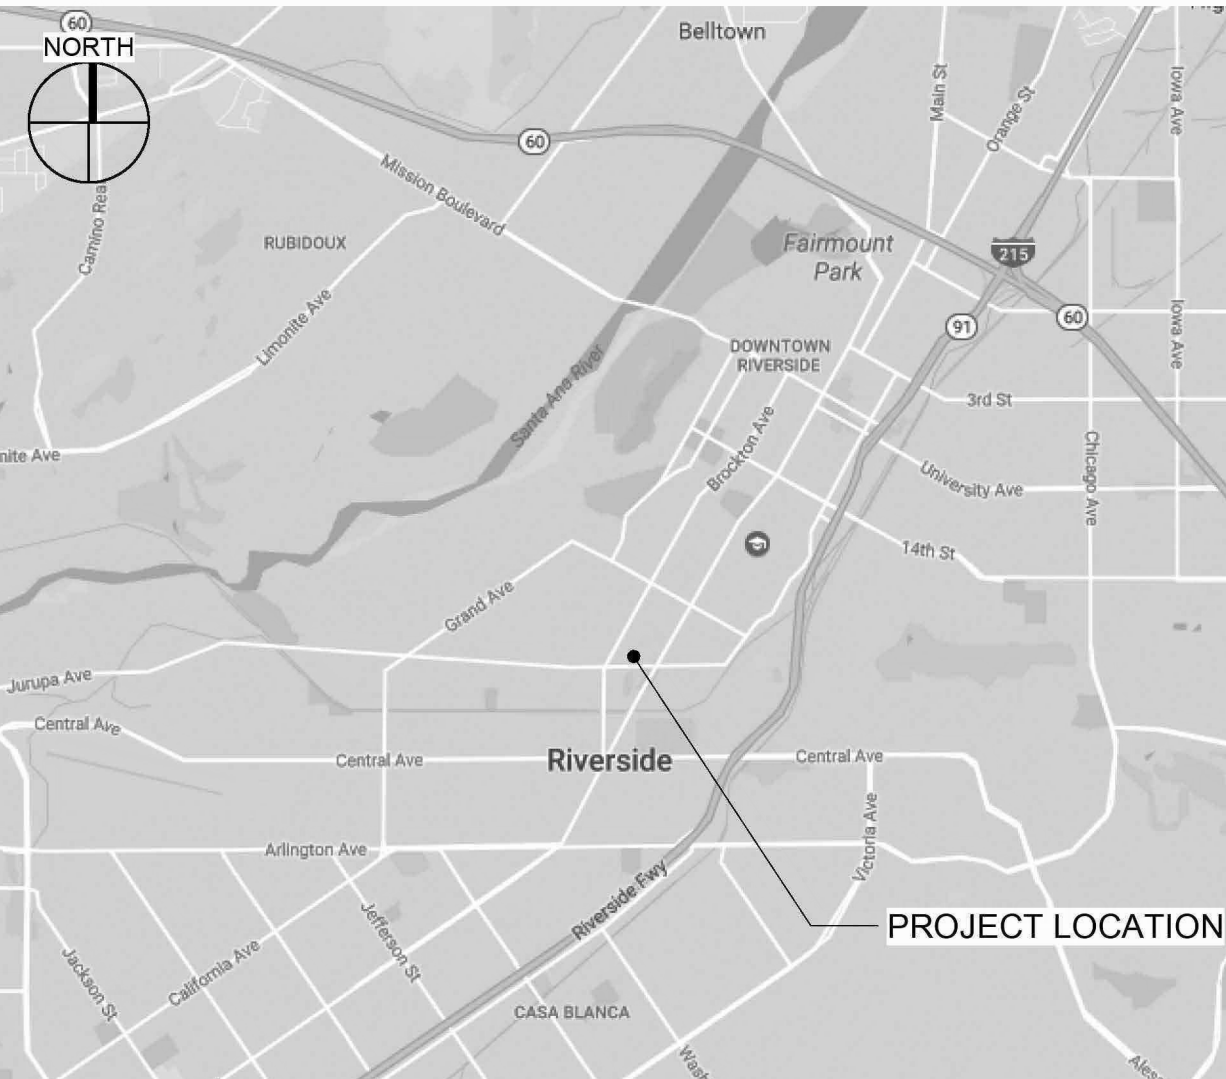 60
NORTH
Belltown
Main St
Orange St
Iowa Ave
60
Mission Boulevard
Camino Rea
RUBIDOUX
Fairmount
Park
215
Limonite Ave
91
60
Iowa Ave
DOWNTOWN
RIVERSIDE
Santa Ana River
3rd St
Brockton Ave
nite Ave
University Ave
Chicago Ave
14th St
Grand Ave
Jurupa Ave
Central Ave
Central Ave
Riverside
Central Ave
Victoria Ave
Arlington Ave
Riverside Fwy
PROJECT LOCATION
Jefferson St
California Ave
Jackson St
CASA BLANCA
Wash
Aless